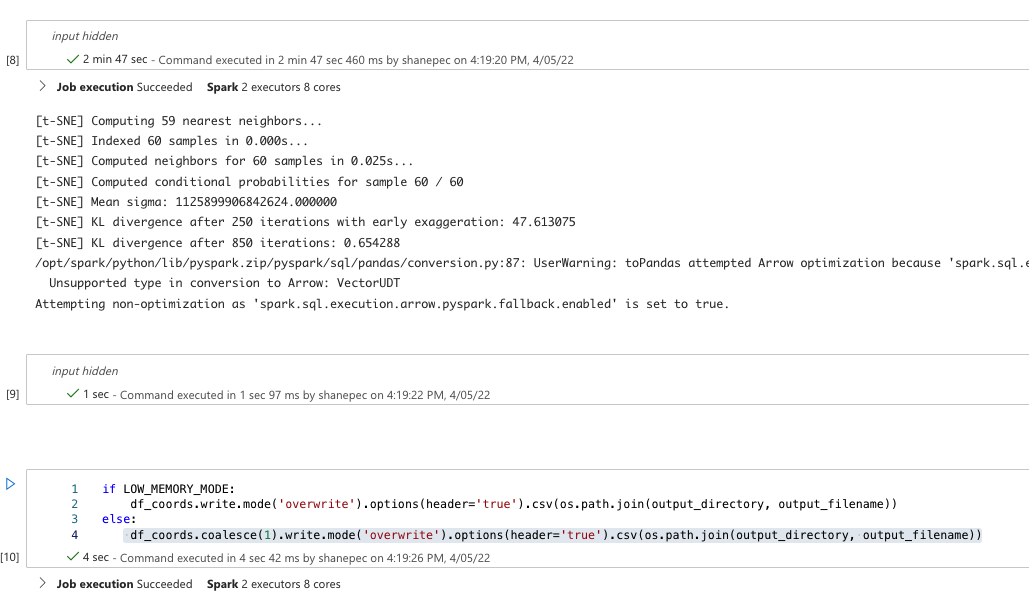 input hidden
[8]
2 min 47 sec - Command executed in 2 min 47 sec 460 ms by shanepec on 4:19:20 PM, 4/05/22
Job execution Succeeded Spark 2 executors 8 cores
[t-SNE] Computing 59 nearest neighbors...
[t-SNE] Indexed 60 samples in 0.000s...
[t-SNE] Computed neighbors for 60 samples in 0.025s...
[t-SNE] Computed conditional probabilities for sample 60 / 60
[t-SNE] Mean sigma: 1125899906842624.000000
[t-SNE] KL divergence after 250 iterations with early exaggeration: 47.613075
[t-SNE] KL divergence after 850 iterations: 0.654288
/opt/spark/python/lib/pyspark.zip/pyspark/sql/pandas/conversion.py:87: UserWarning: toPandas attempted Arrow optimization because 'spark.sql.e
Unsupported type in conversion to Arrow: VectorUDT
Attempting non-optimization as 'spark.sql.execution.arrow.pyspark.fallback.enabled' is set to true.
input hidden
[9]
1 sec - Command executed in 1 sec 97 ms by shanepec on 4:19:22 PM, 4/05/22
1 if LOW_MEMORY_MODE:
2 df_coords.write.mode('overwrite').options(header='true').csv(os.path.join(output_directory, output_filename))
3 else:
4 df_coords.coalesce(1).write.mode('overwrite').options(header='true').csv(os.path.join(output_directory, output_filename))
[10]
4 sec - Command executed in 4 sec 42 ms by shanepec on 4:19:26 PM, 4/05/22
Job execution Succeeded Spark 2 executors 8 cores